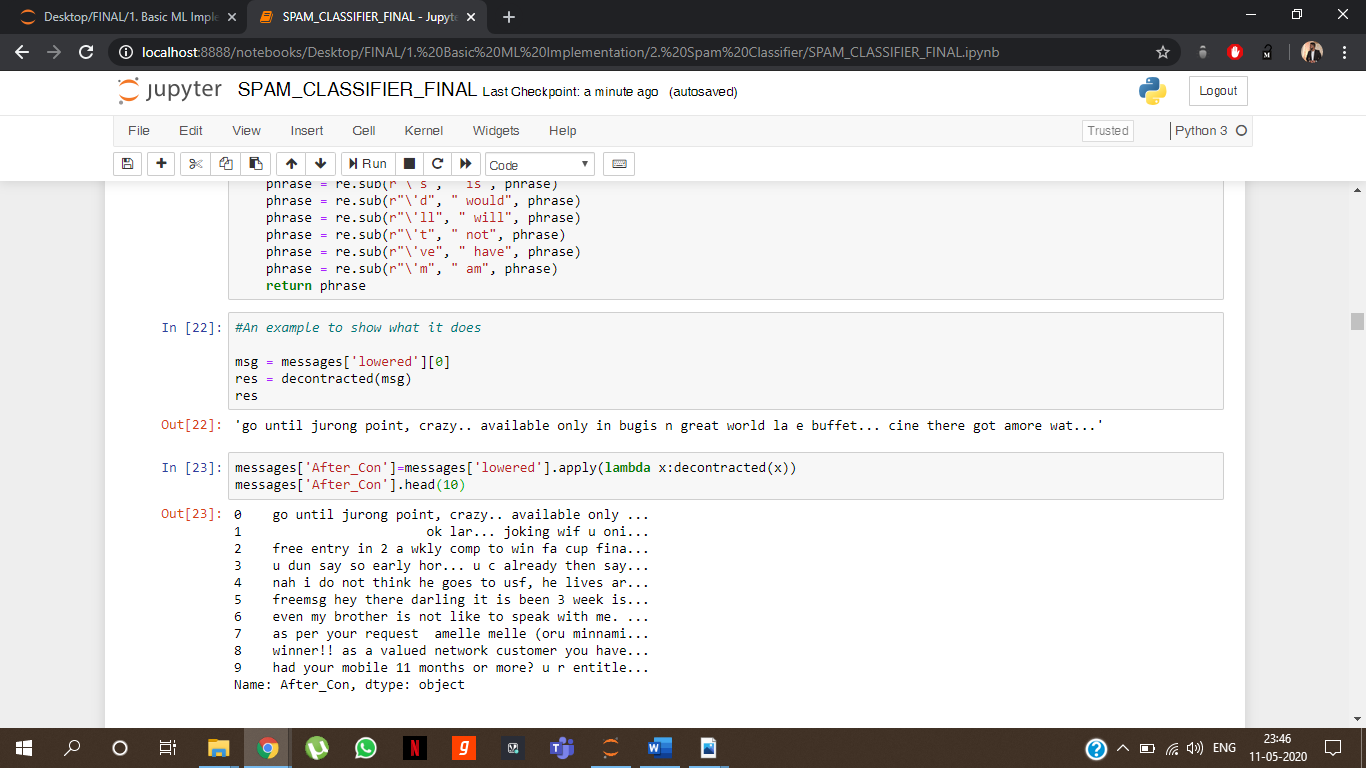 Desktop/FINAL/1. Basic ML Imple
SPAM_CLASSIFIER_FINAL - Jupyte
localhost:8888/notebooks/Desktop/FINAL/1.%20Basic%20ML%20Implementation/2.%20Spam%20Classifier/SPAM_CLASSIFIER_FINAL.ipynb
jupyter SPAM_CLASSIFIER_FINAL Last Checkpoint: a minute ago (autosaved)
Logout
File Edit View Insert Cell Kernel Widgets Help
Trusted
Python 3
Run
Code
phrase = re.sub(r"\'s", " is", phrase)
phrase = re.sub(r"\'d", " would", phrase)
phrase = re.sub(r"\'ll", " will", phrase)
phrase = re.sub(r"\'t", " not", phrase)
phrase = re.sub(r"\'ve", " have", phrase)
phrase = re.sub(r"\'m", " am", phrase)
return phrase
In [22]: #An example to show what it does
msg = messages['lowered'][0]
res = decontracted(msg)
res
Out[22]: 'go until jurong point, crazy.. available only in bugis n great world la e buffet... cine there got amore wat...'
In [23]: messages['After_Con']=messages['lowered'].apply(lambda x:decontracted(x))
messages['After_Con'].head(10)
Out[23]: 0 go until jurong point, crazy.. available only ...
1 ok lar... joking wif u oni...
2 free entry in 2 a wkly comp to win fa cup fina...
3 u dun say so early hor... u c already then say...
4 nah i do not think he goes to usf, he lives ar...
5 freemsg hey there darling it is been 3 week is...
6 even my brother is not like to speak with me. ...
7 as per your request  amelle melle (oru minnami...
8 winner!! as a valued network customer you have...
9 had your mobile 11 months or more? u r entitle...
Name: After_Con, dtype: object
ENG
23:46
11-05-2020